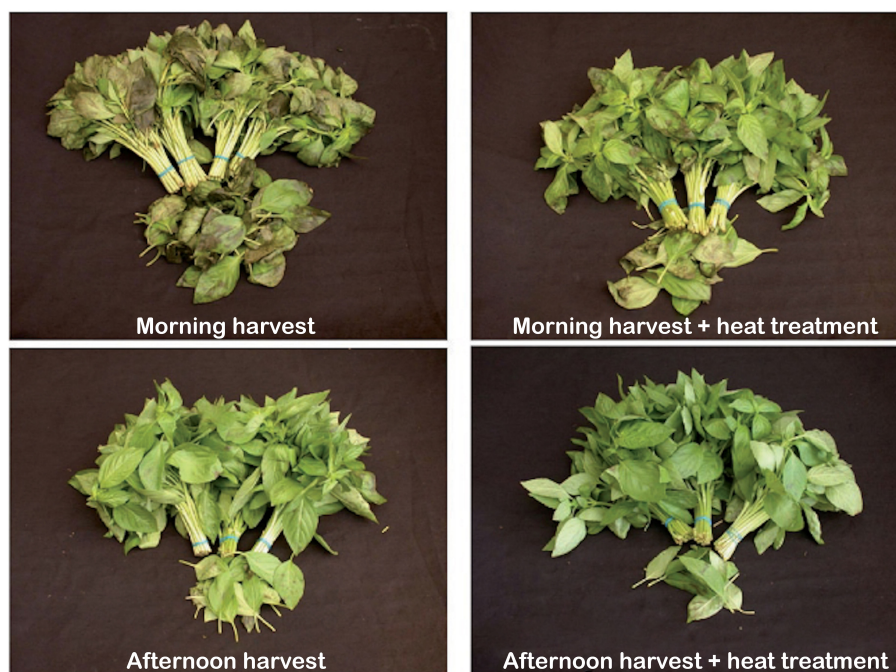 Morning harvest
Morning harvest + heat treatment
Afternoon harvest
Afternoon harvest + heat treatment